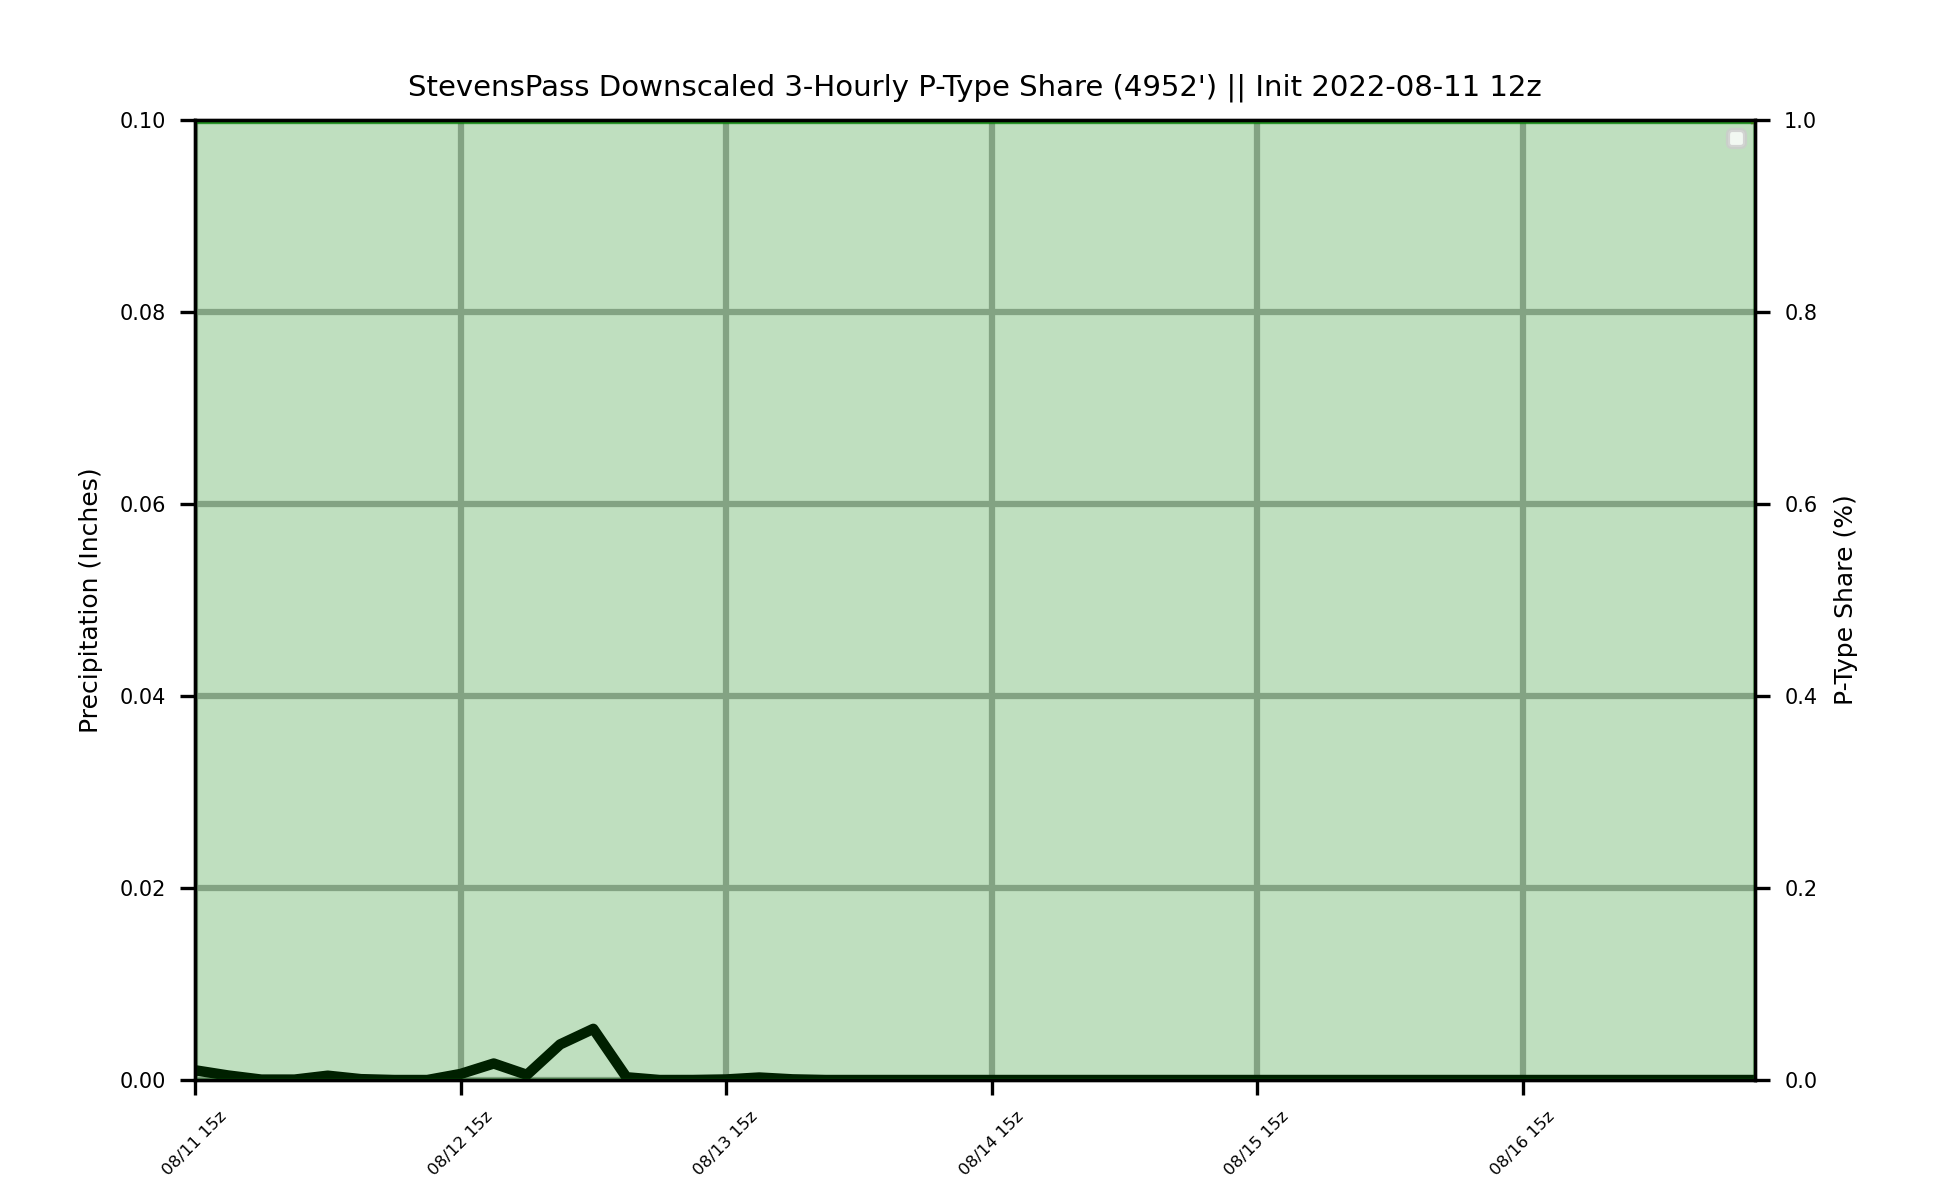 StevensPass Downscaled 3-Hourly P-Type Share (4952') || Init 2022-08-11 12z
Precipitation (Inches)
0.10
0.08
0.06
0.04
0.02
0.00
1.0
0.8
0.6
0.4
0.2
0.0
P-Type Share (%)
08/11 15z
08/12 15z
08/13 15z
08/14 15z
08/15 15z
08/16 15z